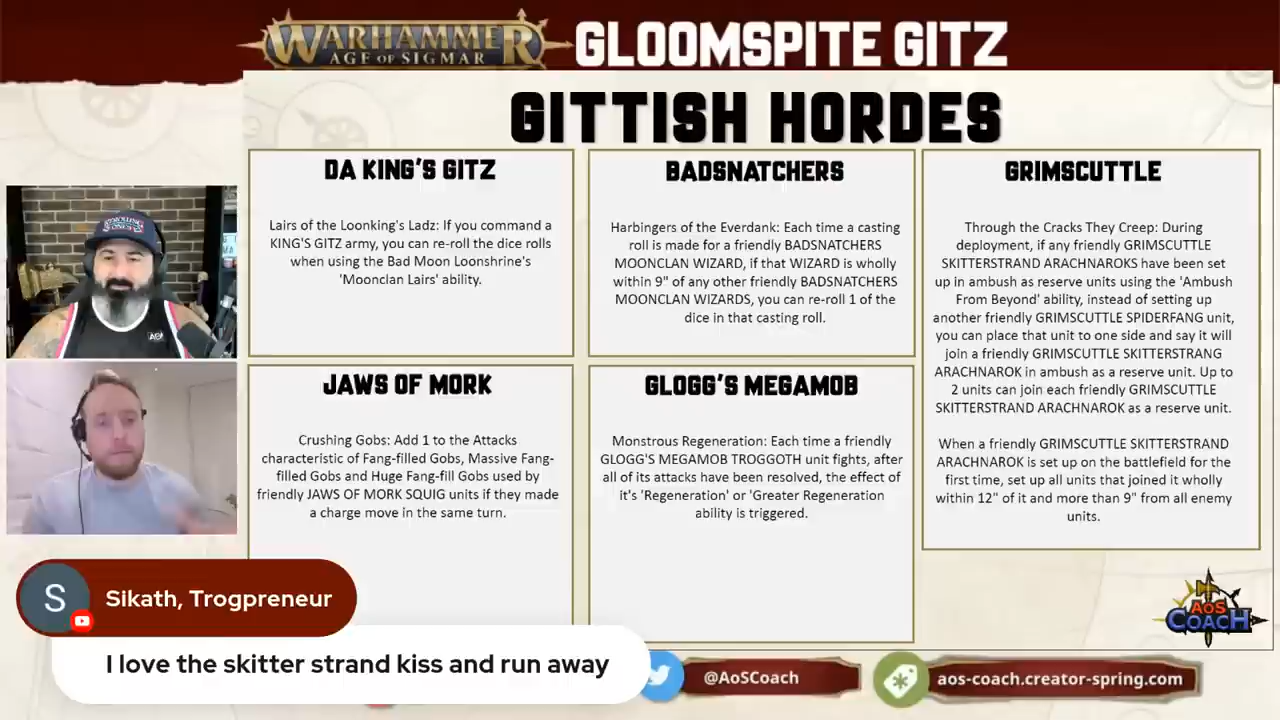 WARHAMMER
AGE OF SIGMAR
GLOOMSPITE GITZ
GITTISH HORDES
DA KING'S GITZ
Lairs of the Loonking's Ladz: If you command a
KING'S GITZ army, you can re-roll the dice rolls
when using the Bad Moon Loonshrine's
'Moonclan Lairs' ability.
BADSNATCHERS
Harbingers of the Everdank: Each time a casting
roll is made for a friendly BADSNATCHERS
MOONCLAN WIZARD, if that WIZARD is wholly
within 9" of any other friendly BADSNATCHERS
MOONCLAN WIZARDS, you can re-roll 1 of the
dice in that casting roll.
GRIMSCUTTLE
Through the Cracks They Creep: During
deployment, if any friendly GRIMSCUTTLE
SKITTERSTRAND ARACHNAROKS have been set
up in ambush as reserve units using the 'Ambush
From Beyond' ability, instead of setting up
another friendly GRIMSCUTTLE SPIDERFANG unit,
you can place that unit to one side and say it will
join a friendly GRIMSCUTTLE SKITTERSTRANG
ARACHNAROK in ambush as a reserve unit. Up to
2 units can join each friendly GRIMSCUTTLE
SKITTERSTRAND ARACHNAROK as a reserve unit.
When a friendly GRIMSCUTTLE SKITTERSTRAND
ARACHNAROK is set up on the battlefield for the
first time, set up all units that joined it wholly
within 12" of it and more than 9" from all enemy
units.
JAWS OF MORK
Crushing Gobs: Add 1 to the Attacks
characteristic of Fang-filled Gobs, Massive Fang-
filled Gobs and Huge Fang-fill Gobs used by
friendly JAWS OF MORK SQUIG units if they made
a charge move in the same turn.
GLOGG'S MEGAMOB
Monstrous Regeneration: Each time a friendly
GLOGG'S MEGAMOB TROGGOTH unit fights, after
all of its attacks have been resolved, the effect of
it's 'Regeneration' or 'Greater Regeneration
ability is triggered.
S
Sikath, Trogpreneur
I love the skitter strand kiss and run away
@AoSCoach
aos-coach.creator-spring.com
AoS
COACH